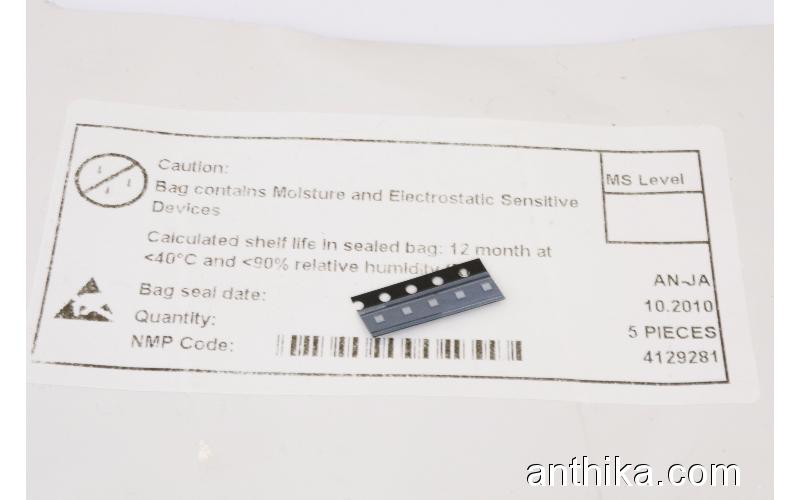 Caution:
Bag contains Moisture and Electrostatic Sensitive
Devices
MS Level
Calculated shelf life in sealed bag: 12 month at
<40°C and <90% relative humidity
AN-JA
Bag seal date: 10.2010
Quantity: 5 PIECES
NMP Code: 4129281
anthika.com